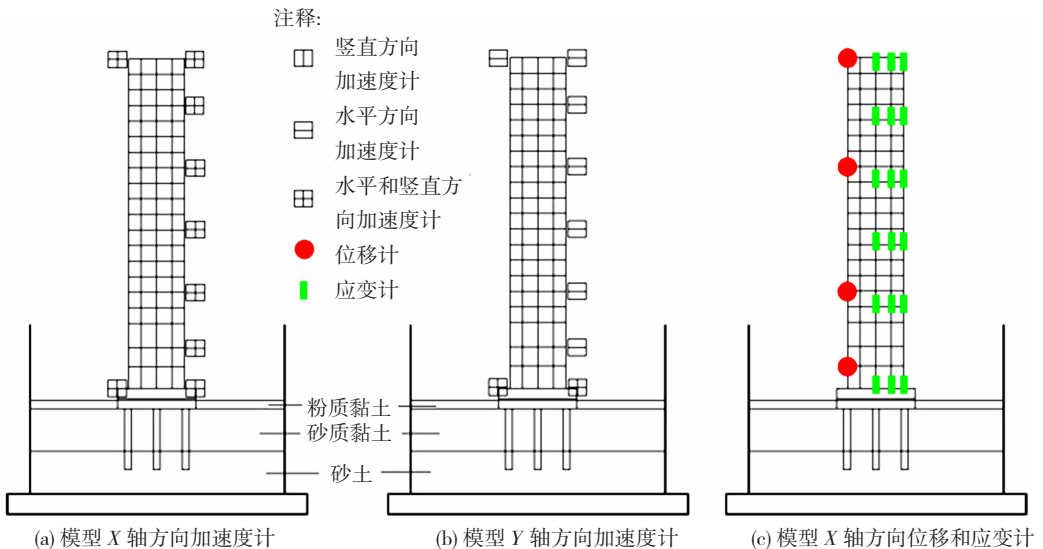 注释:
竖直方向
加速度计
水平方向
加速度计
水平和竖直方
向加速度计
位移计
应变计
粉质黏土
砂质黏土
砂土
(a) 模型 X 轴方向加速度计
(b) 模型 Y 轴方向加速度计
(c) 模型 X 轴方向位移和应变计